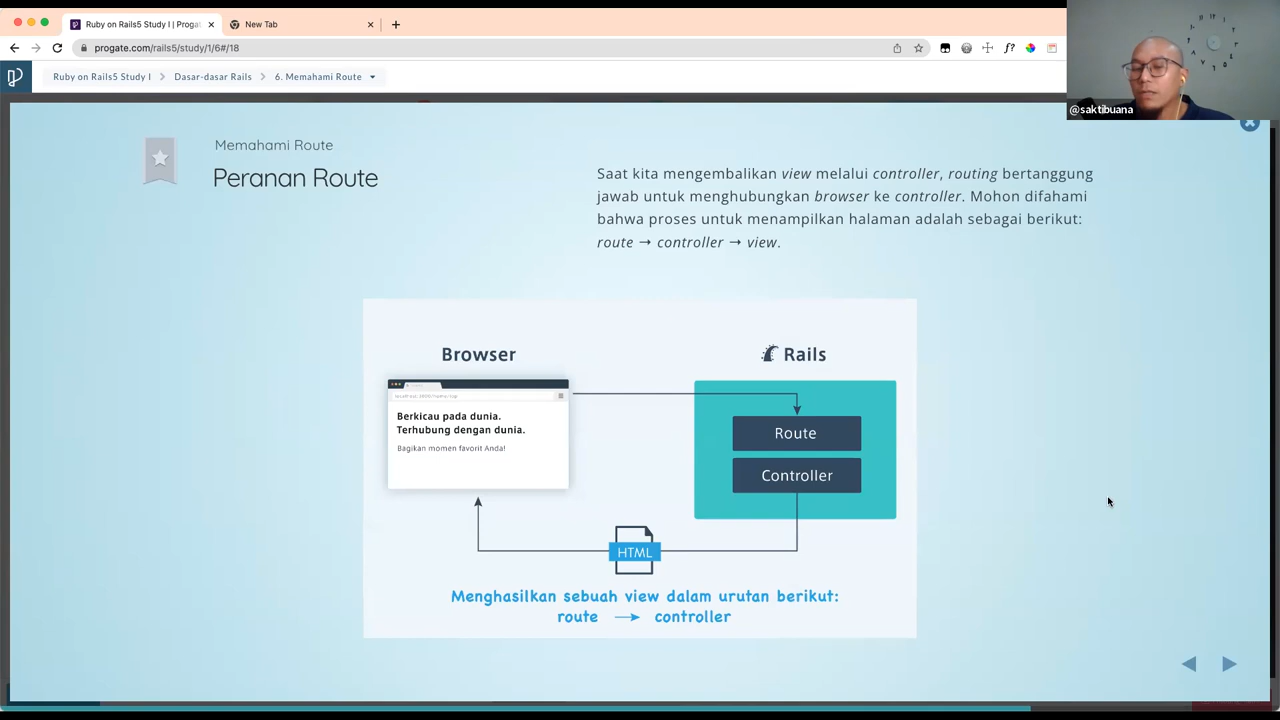 Ruby on Rails5 Study I | Progat
New Tab
progate.com/rails5/study/1/6#/18
Ruby on Rails5 Study I
Dasar-dasar Rails
6. Memahami Route
@saktibuana
Memahami Route
Peranan Route
Saat kita mengembalikan view melalui controller, routing bertanggung
jawab untuk menghubungkan browser ke controller. Mohon difahami
bahwa proses untuk menampilkan halaman adalah sebagai berikut:
route → controller → view.
Browser
Rails
Berkicau pada dunia.
Terhubung dengan dunia.
Bagikan momen favorit Anda!
Route
Controller
HTML
Menghasilkan sebuah view dalam urutan berikut:
route → controller